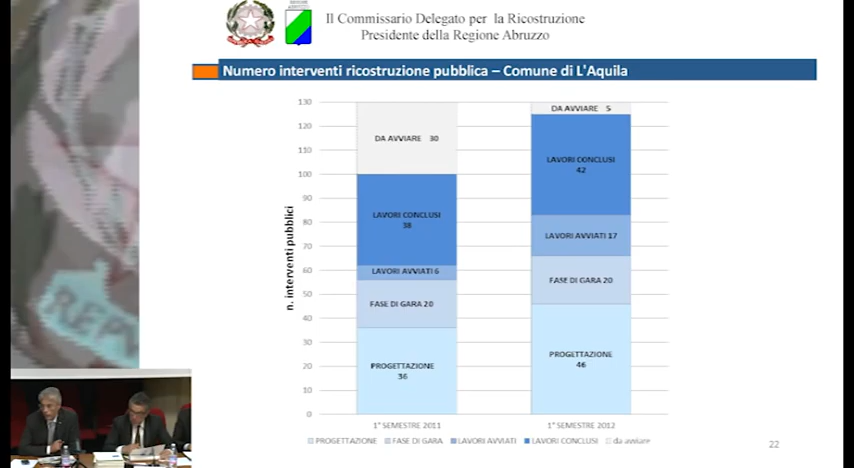 Il Commissario Delegato per la Ricostruzione
Presidente della Regione Abruzzo
Numero interventi ricostruzione pubblica – Comune di L'Aquila
n. interventi pubblici
130
120
110
100
90
80
70
60
50
40
30
20
10
0
DA AVVIARE 30
LAVORI CONCLUSI
38
LAVORI AVVIATI 6
FASE DI GARA 20
PROGETTAZIONE
36
DA AVVIARE 5
LAVORI CONCLUSI
42
LAVORI AVVIATI 17
FASE DI GARA 20
PROGETTAZIONE
46
1° SEMESTRE 2011
1° SEMESTRE 2012
PROGETTAZIONE FASE DI GARA LAVORI AVVIATI LAVORI CONCLUSI da avviare
22
REPV